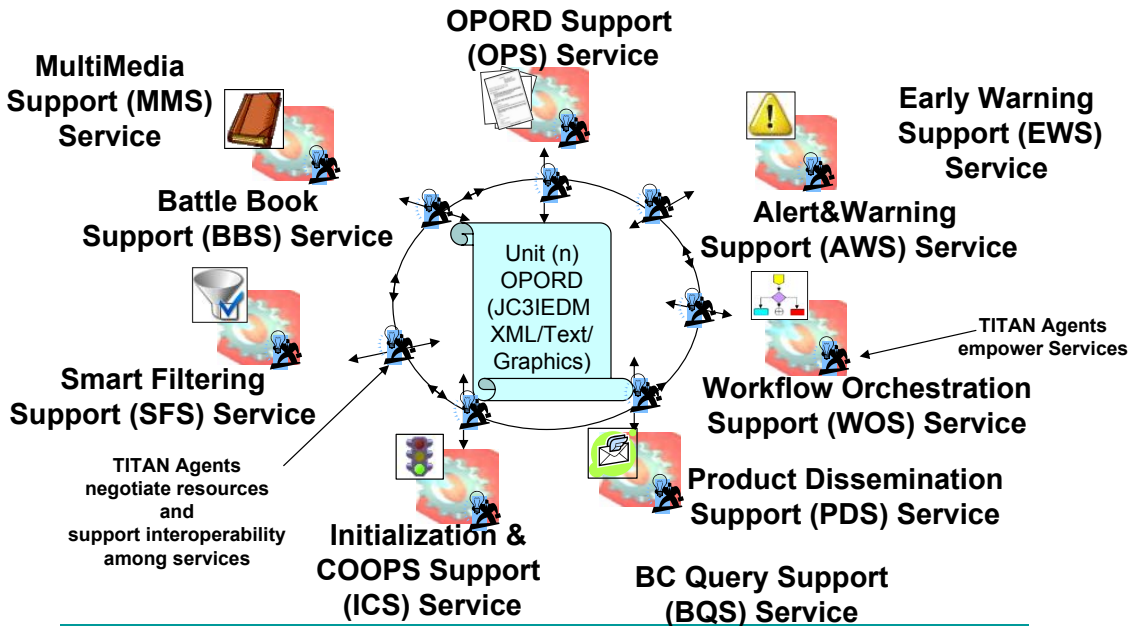 OPORD Support
(OPS) Service
MultiMedia
Support (MMS)
Service
Early Warning
Support (EWS)
Service
Battle Book
Support (BBS) Service
Alert&Warning
Support (AWS) Service
Unit (n)
OPORD
(JC3IEDM
XML/Text/
Graphics)
TITAN Agents
empower Services
Smart Filtering
Support (SFS) Service
Workflow Orchestration
Support (WOS) Service
TITAN Agents
negotiate resources
and
support interoperability
among services
Product Dissemination
Support (PDS) Service
Initialization &
COOPS Support
(ICS) Service
BC Query Support
(BQS) Service